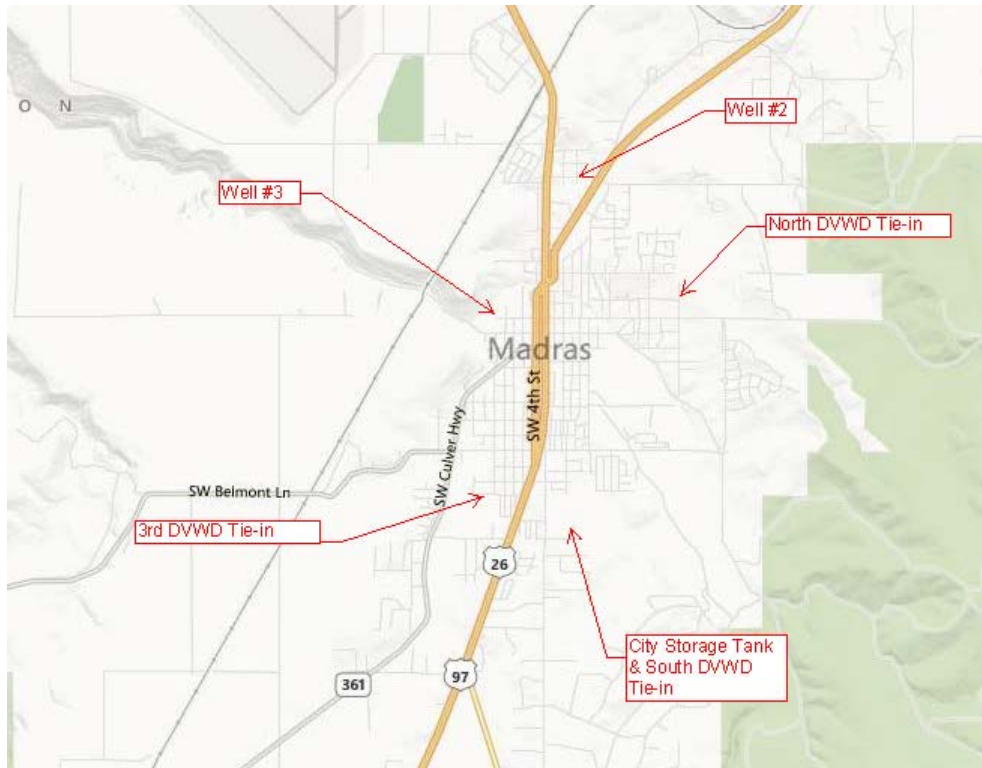 O N
Well #2
Well #3
North DVWD Tie-in
Madras
SW 4th St
SW Culver Hwy
SW Belmont Ln
3rd DVWD Tie-in
26
City Storage Tank
& South DVWD
Tie-in
97
361